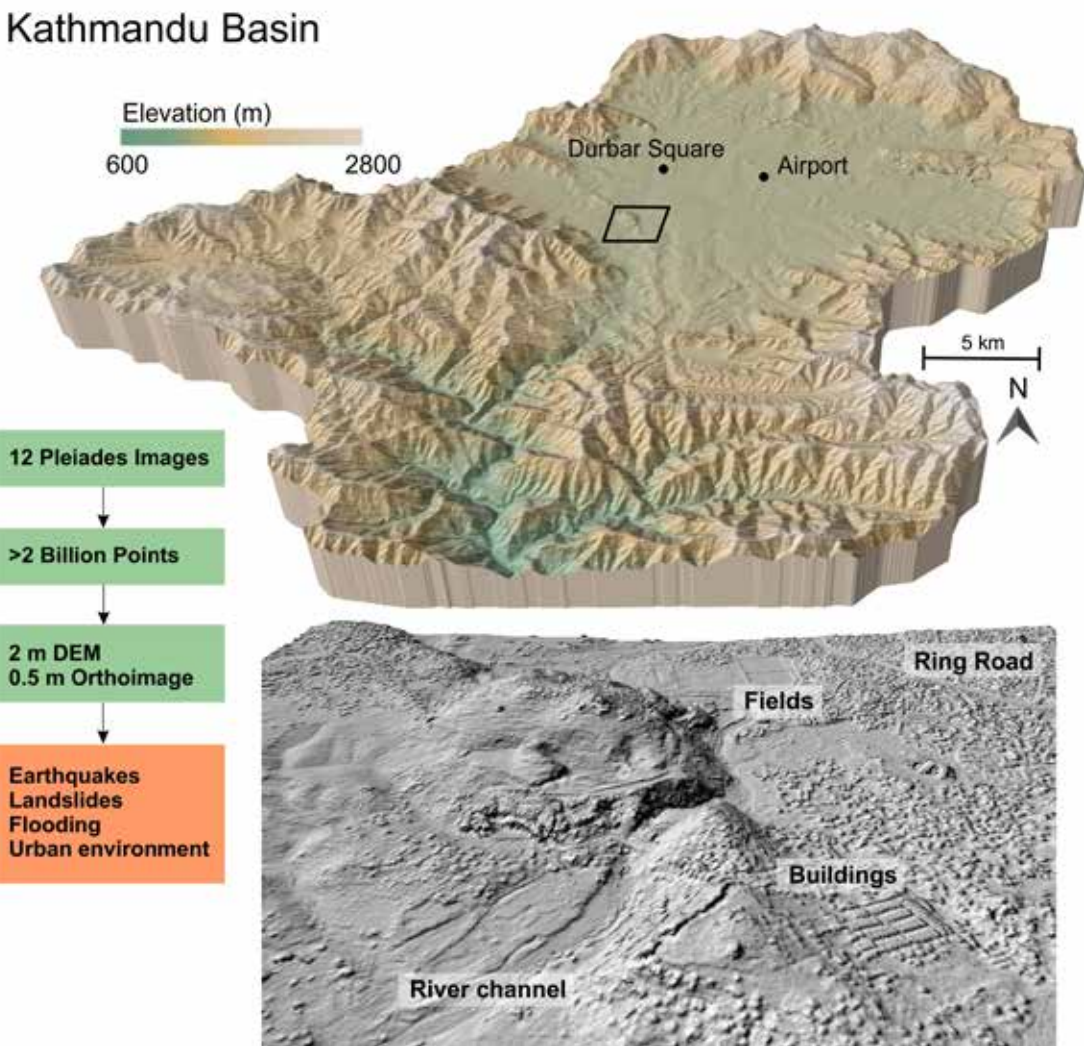 Kathmandu Basin
Elevation (m)
600
2800
Durbar Square
Airport
5 km
N
12 Pleiades Images
>2 Billion Points
2 m DEM
0.5 m Orthoimage
Earthquakes
Landslides
Flooding
Urban environment
Ring Road
Fields
Buildings
River channel